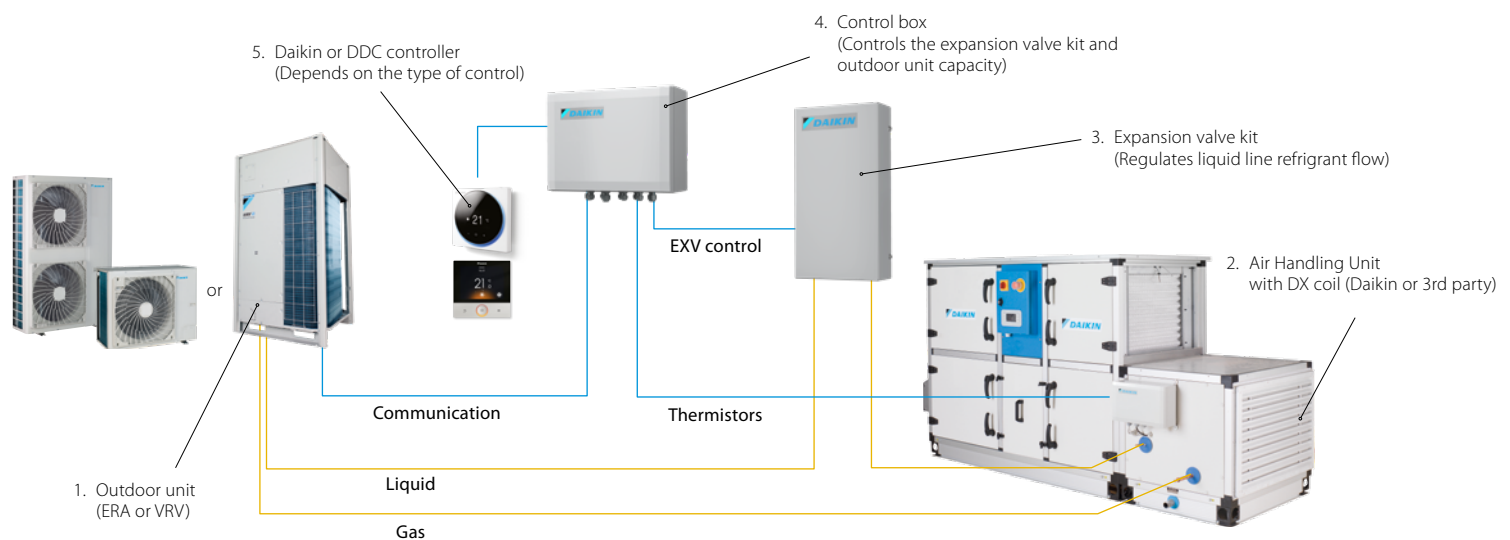 4. Control box
(Controls the expansion valve kit and
outdoor unit capacity)
5. Daikin or DDC controller
(Depends on the type of control)
DAIKIN
DAIKIN
3. Expansion valve kit
(Regulates liquid line refrigrant flow)
21
EXV control
2. Air Handling Unit
with DX coil (Daikin or 3rd party)
or
21
DAIKIN
DAIKIN
Communication
Thermistors
Liquid
1. Outdoor unit
(ERA or VRV)
Gas